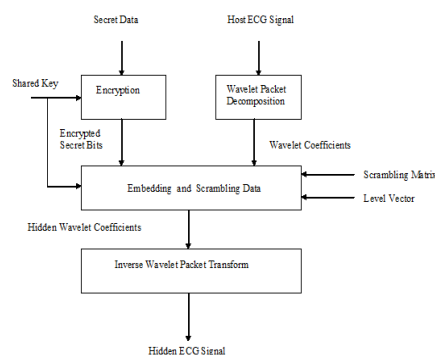 Secret Data
Host ECG Signal
Shared Key
Encryption
Wavelet Packet
Decomposition
Encrypted
Secret Bits
Wavelet Coefficients
Scrambling Matrix
Embedding and Scrambling Data
Level Vector
Hidden Wavelet Coefficients
Inverse Wavelet Packet Transform
Hidden ECG Signal